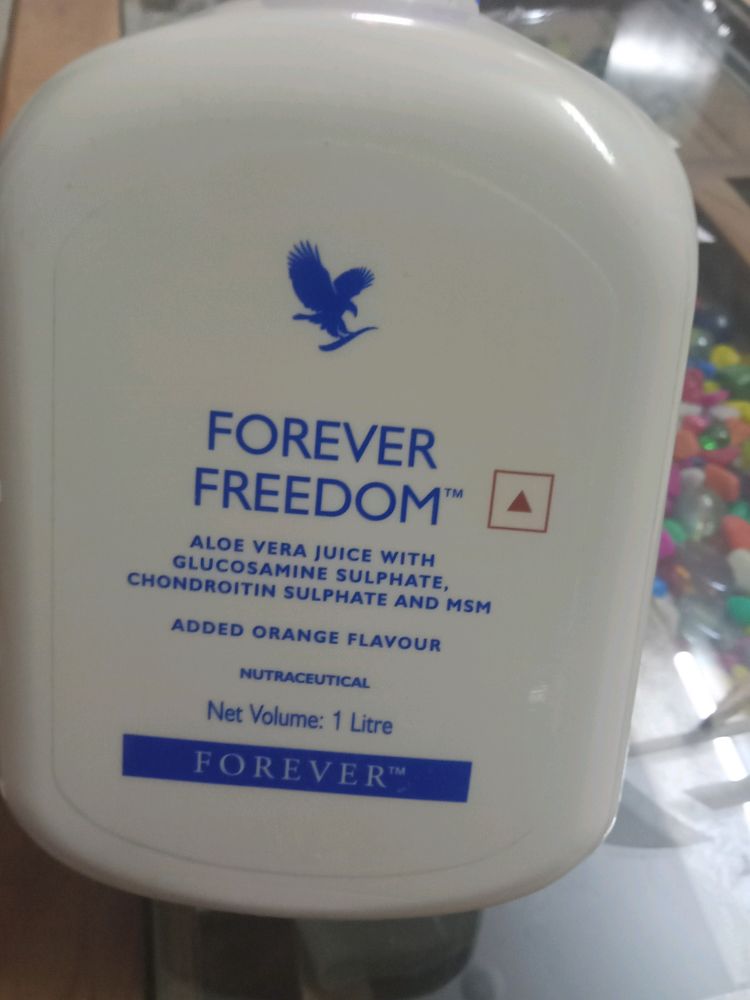 FOREVER
FREEDOM™
ALOE VERA JUICE WITH
GLUCOSAMINE SULPHATE,
CHONDROITIN SULPHATE AND MSM
ADDED ORANGE FLAVOUR
NUTRACEUTICAL
Net Volume: 1 Litre
FOREVER™